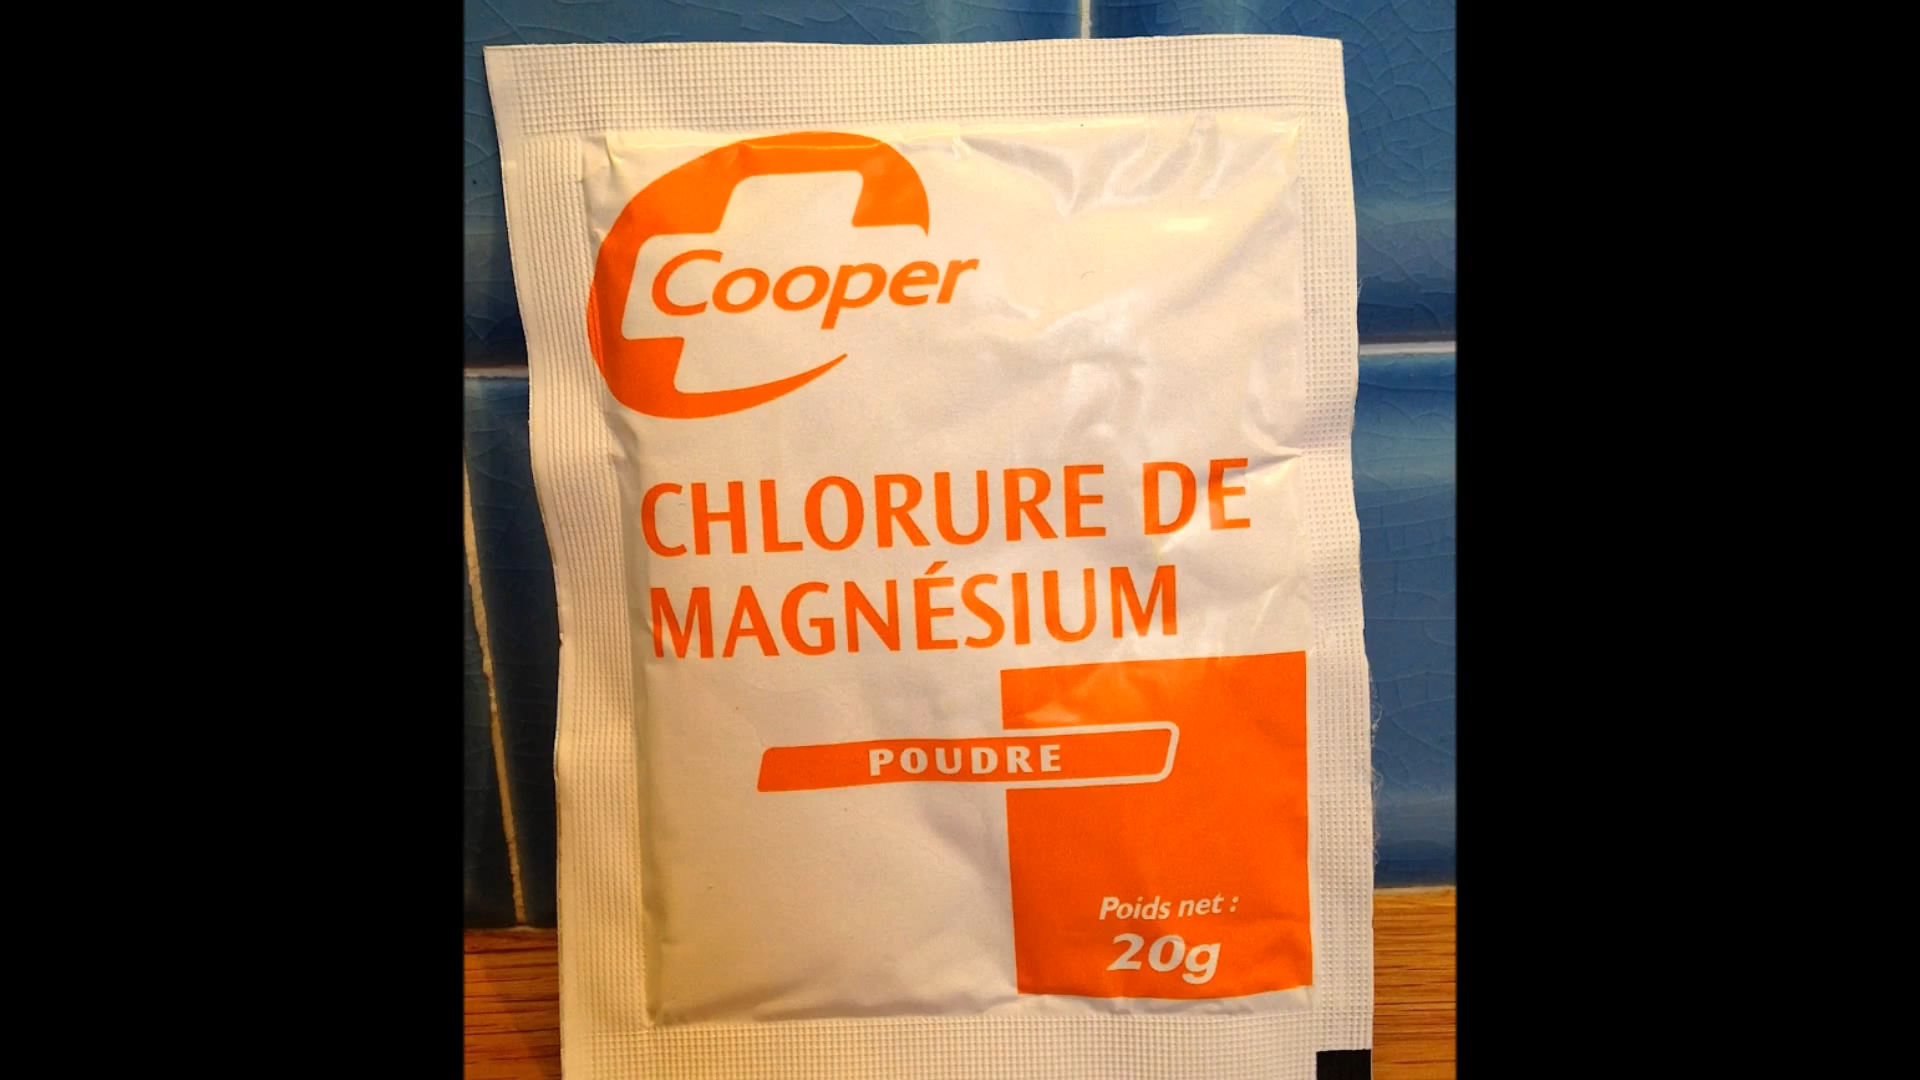 Cooper
CHLORURE DE
MAGNÉSIUM
POUDRE
Poids net :
20g